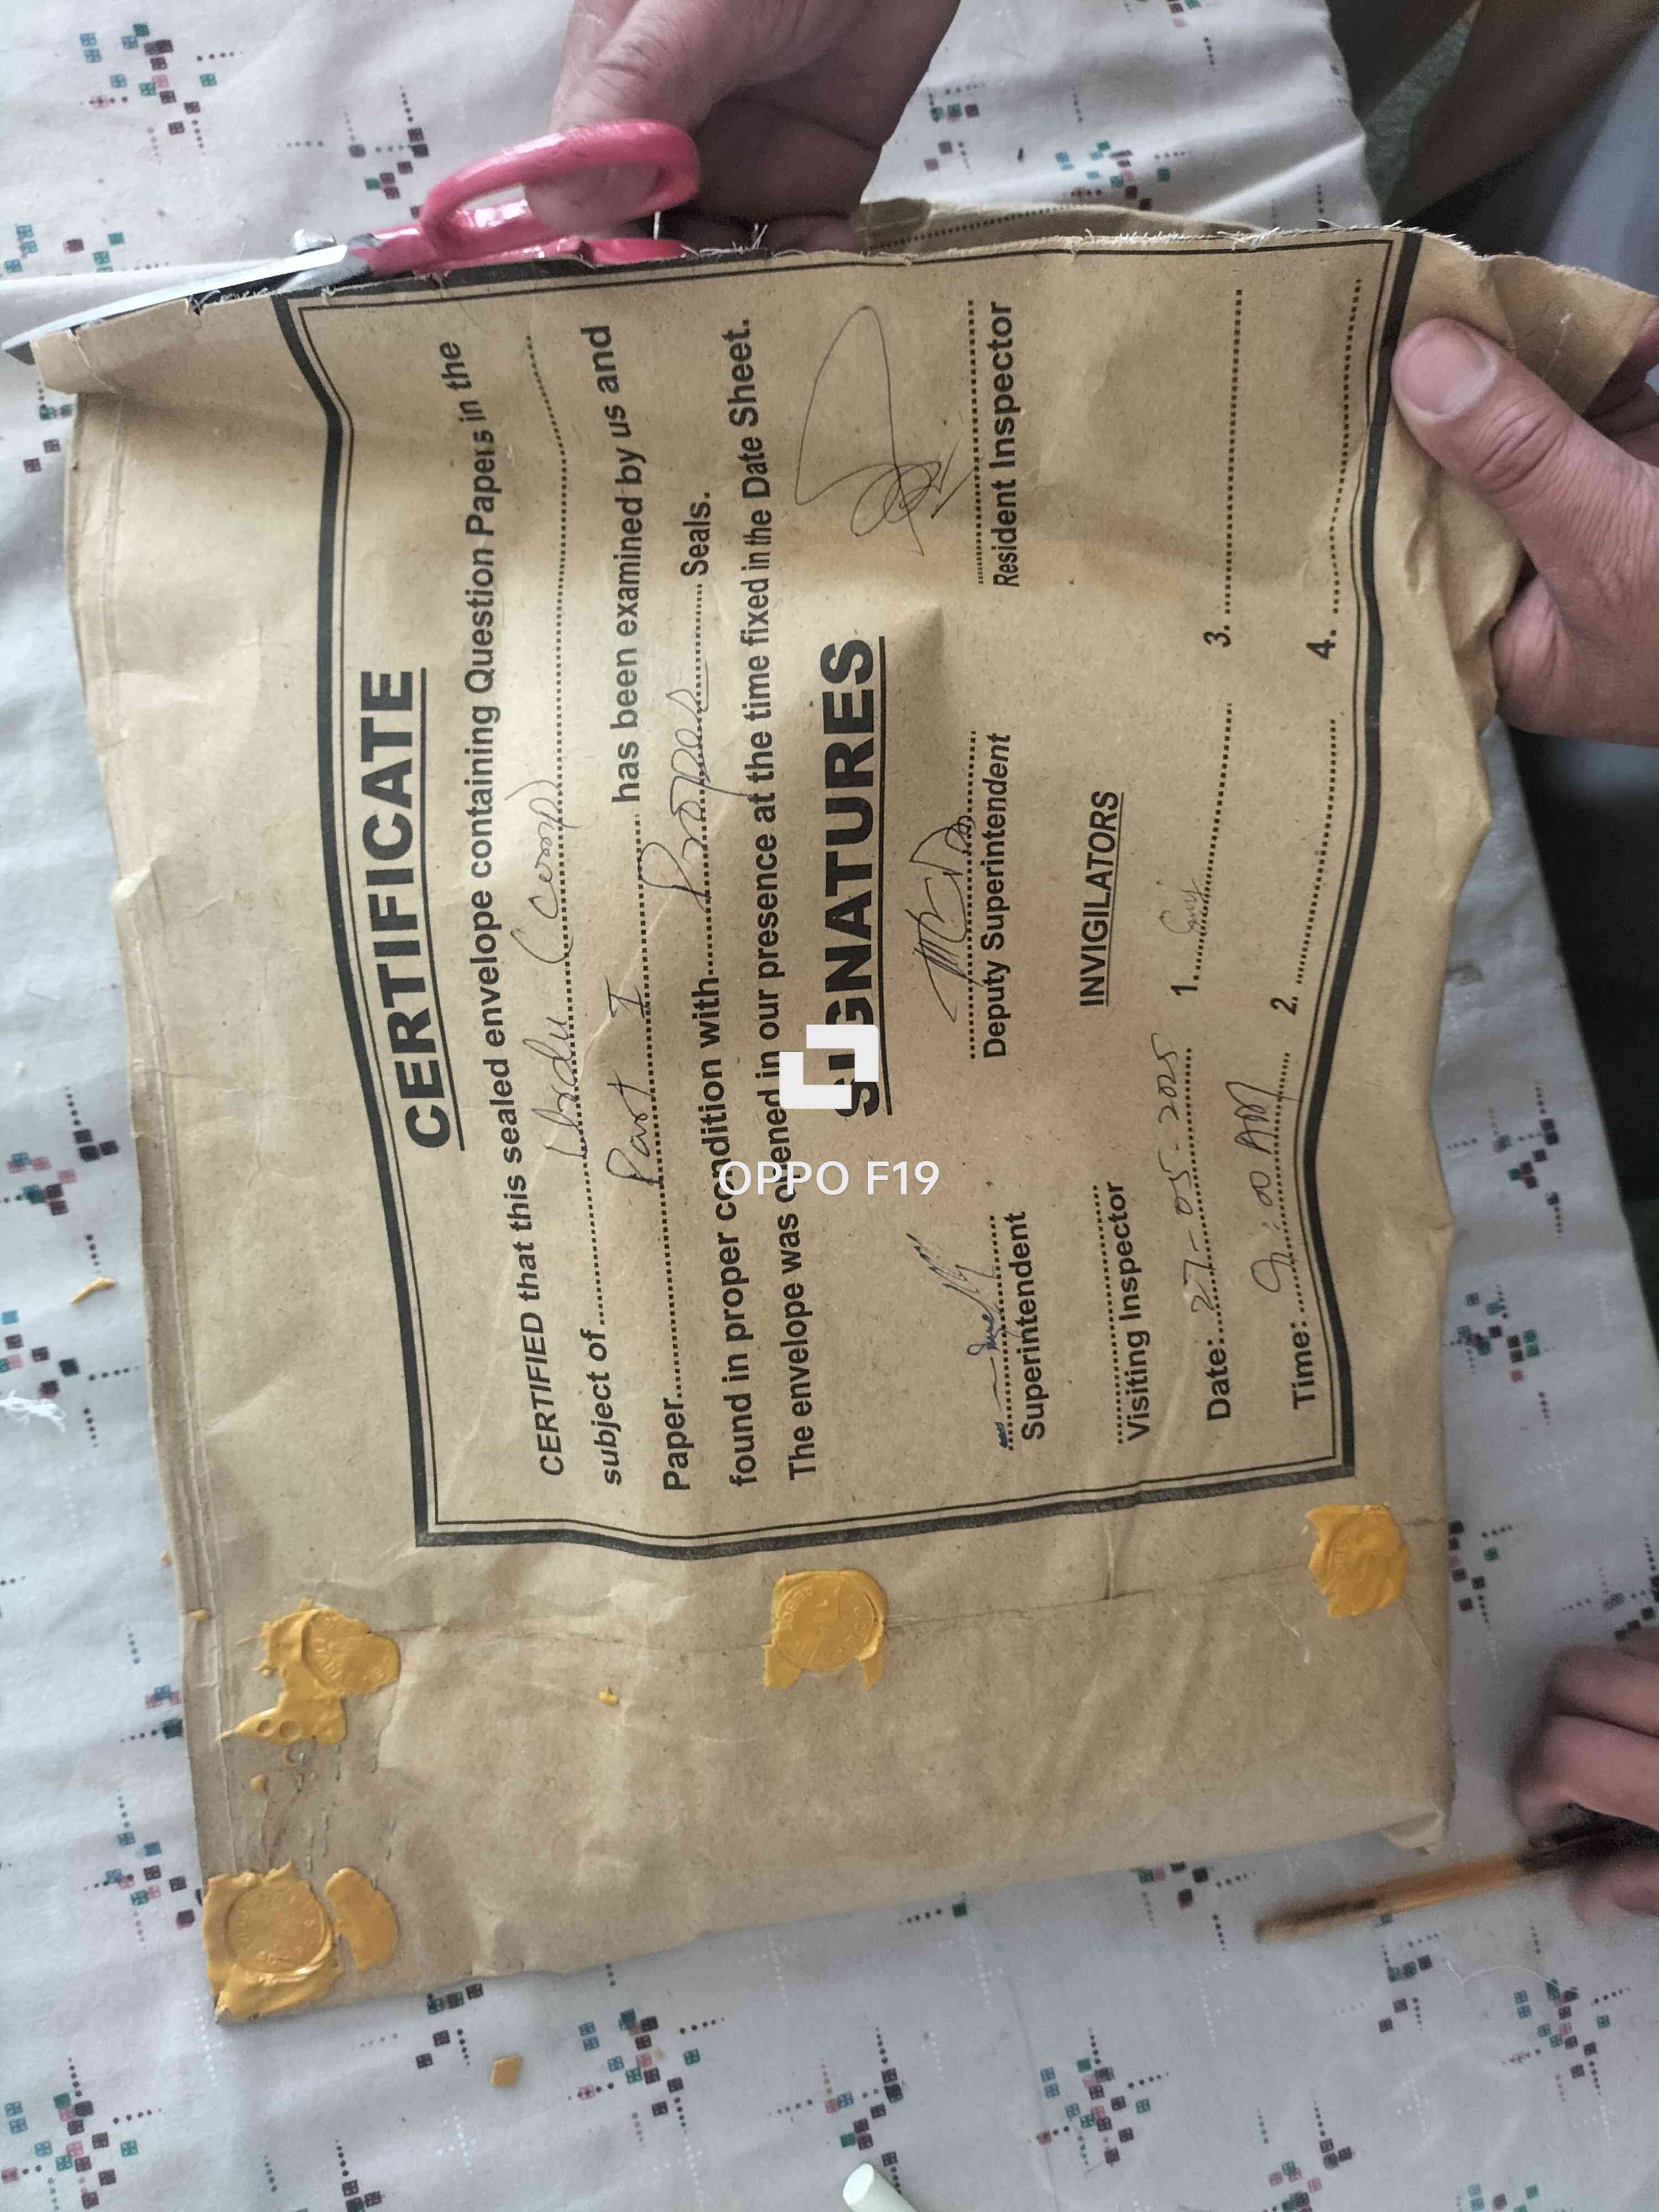 CERTIFICATE
CERTIFIED that this sealed envelope containing Question Papers in the
subject of Urdu (Comp)
Paper Part I has been examined by us and
found in proper condition with Proper Seals.
The envelope was opened in our presence at the time fixed in the Date Sheet.
SIGNATURES
Superintendent Deputy Superintendent Resident Inspector
Visiting Inspector INVIGILATORS
Date: 27-05-2025 1. 3.
Time: 9:00 AM 2. 4.
OPPO F19